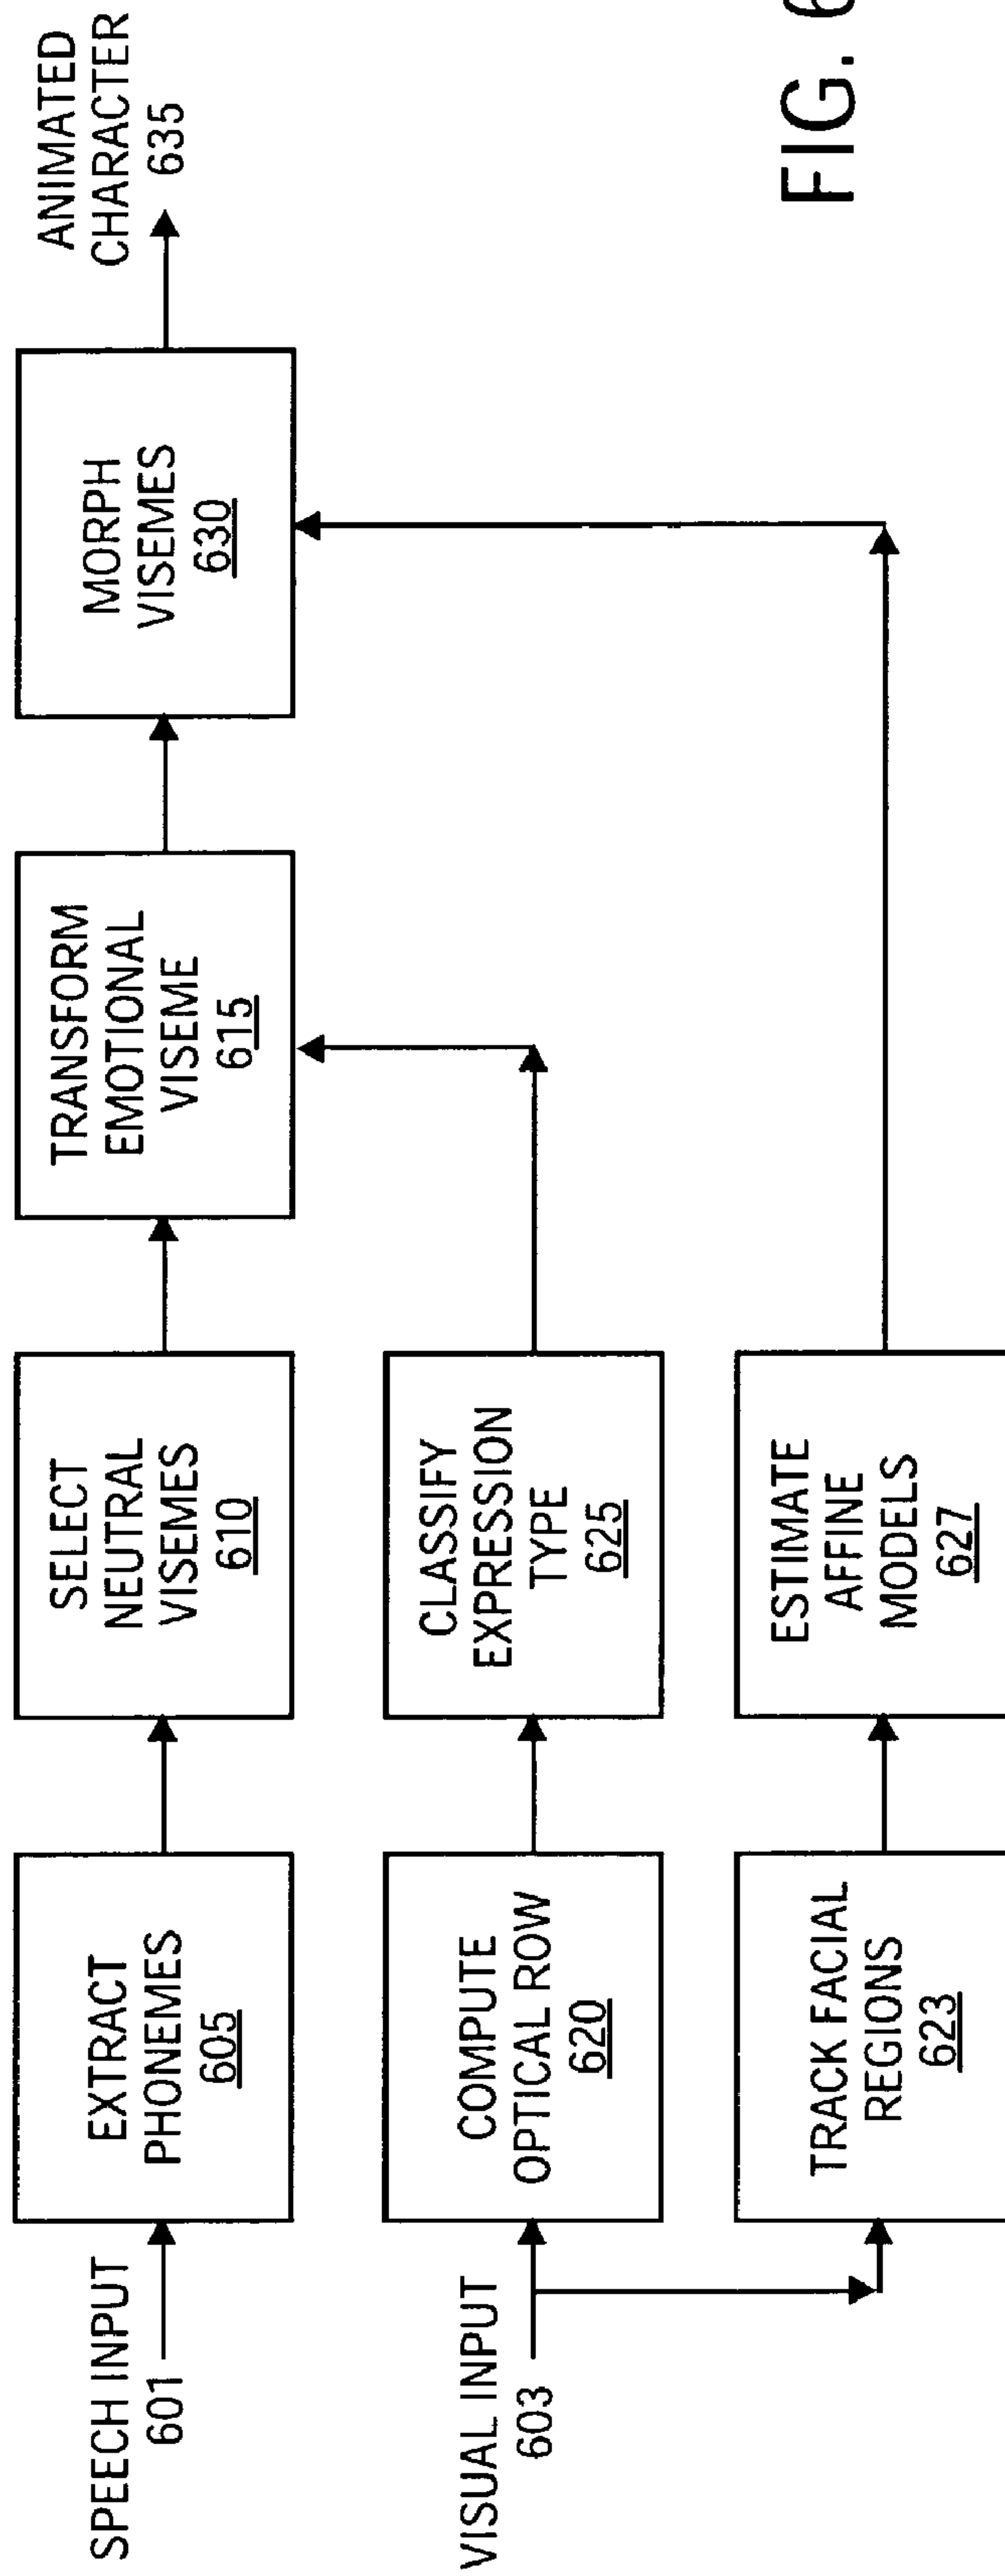 SPEECH INPUT
601
EXTRACT
PHONEMES
605
SELECT
NEUTRAL
VISEMES
610
TRANSFORM
EMOTIONAL
VISEME
615
MORPH
VISEMES
630
ANIMATED
CHARACTER
635
VISUAL INPUT
603
COMPUTE
OPTICAL ROW
620
CLASSIFY
EXPRESSION
TYPE
625
TRACK FACIAL
REGIONS
623
ESTIMATE
AFFINE
MODELS
627
FIG. 6